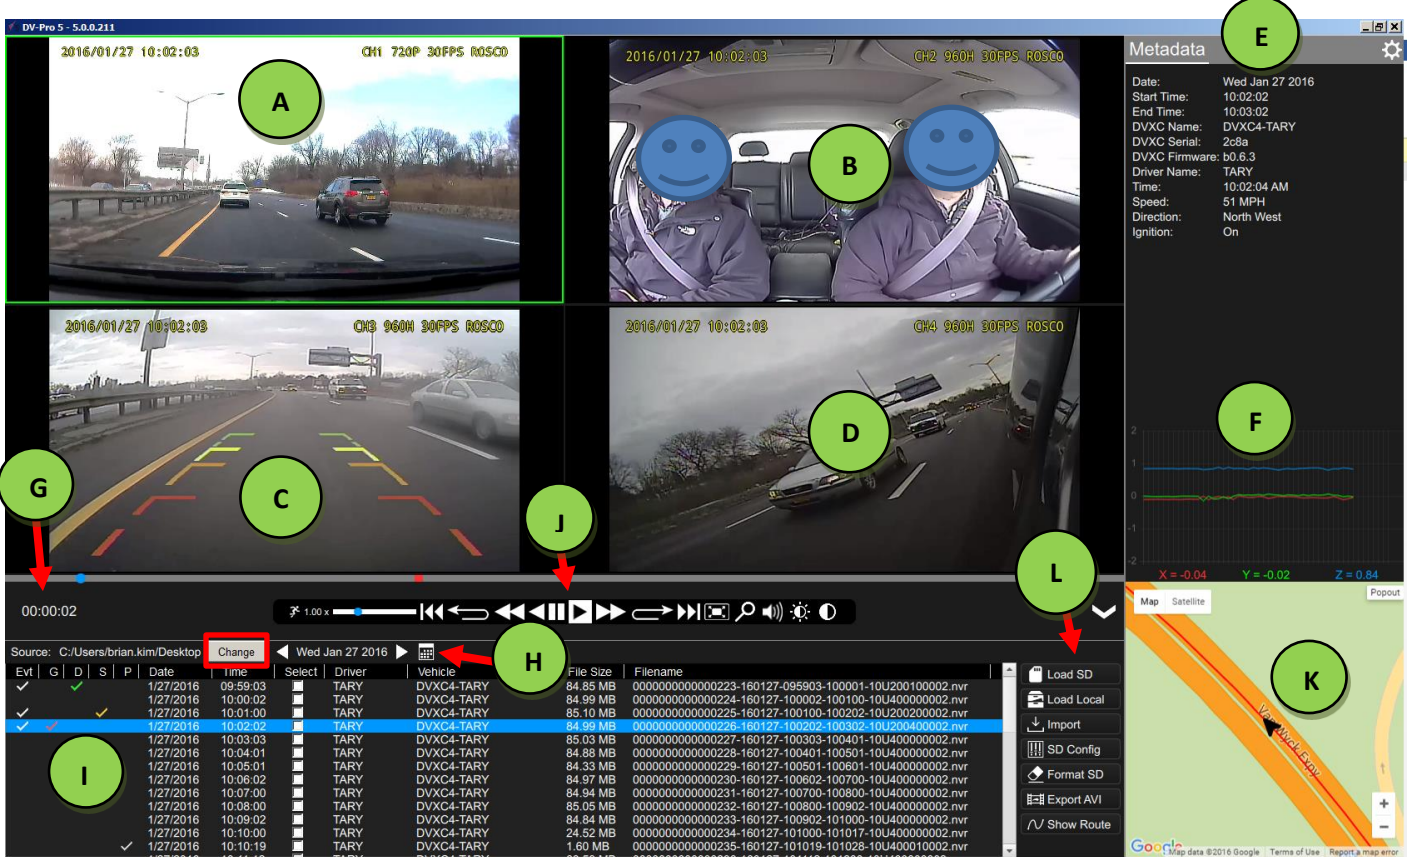 DV-Pro 5 - 5.0.0.211
2016/01/27 10:02:03
CH1 720P 30FPS ROSCO
A
2016/01/27 10:02:03
CH2 960H 30FPS ROSCO
B
2016/01/27 10:02:03
CH3 960H 30FPS ROSCO
C
2016/01/27 10:02:03
CH4 960H 30FPS ROSCO
D
E
Metadata
Date: Wed Jan 27 2016
Start Time: 10:02:02
End Time: 10:03:02
DVXC Name: DVXC4-TARY
DVXC Serial: 2c8a
DVXC Firmware: b0.6.3
Driver Name: TARY
Time: 10:02:04 AM
Speed: 51 MPH
Direction: North West
Ignition: On
F
2
1
0
-1
-2
X = -0.04 Y = -0.02 Z = 0.84
G
J
L
00:00:02
1.00 x
H
Source: C:/Users/brian.kim/Desktop Change Wed Jan 27 2016
Evt G D S P Date Time Select Driver Vehicle File Size Filename
1/27/2016 09:59:03 TARY DVXC4-TARY 84.85 MB 0000000000000223-160127-095903-100001-10U200100002.nvr
1/27/2016 10:00:02 TARY DVXC4-TARY 84.99 MB 0000000000000224-160127-100002-100100-10U400000002.nvr
1/27/2016 10:01:00 TARY DVXC4-TARY 85.10 MB 0000000000000225-160127-100100-100202-10U200200002.nvr
1/27/2016 10:02:02 TARY DVXC4-TARY 84.99 MB 0000000000000226-160127-100202-100302-10U200400002.nvr
1/27/2016 10:03:03 TARY DVXC4-TARY 85.03 MB 0000000000000227-160127-100303-100401-10U400000002.nvr
1/27/2016 10:04:01 TARY DVXC4-TARY 84.88 MB 0000000000000228-160127-100401-100501-10U400000002.nvr
1/27/2016 10:05:01 TARY DVXC4-TARY 84.33 MB 0000000000000229-160127-100501-100601-10U400000002.nvr
1/27/2016 10:06:02 TARY DVXC4-TARY 84.97 MB 0000000000000230-160127-100602-100700-10U400000002.nvr
1/27/2016 10:07:00 TARY DVXC4-TARY 84.94 MB 0000000000000231-160127-100700-100800-10U400000002.nvr
1/27/2016 10:08:00 TARY DVXC4-TARY 85.05 MB 0000000000000232-160127-100800-100902-10U400000002.nvr
1/27/2016 10:09:02 TARY DVXC4-TARY 84.84 MB 0000000000000233-160127-100902-101000-10U400000002.nvr
1/27/2016 10:10:00 TARY DVXC4-TARY 24.52 MB 0000000000000234-160127-101000-101017-10U400000002.nvr
1/27/2016 10:10:19 TARY DVXC4-TARY 1.60 MB 0000000000000235-160127-101019-101028-10U400010002.nvr
I
Load SD
Load Local
Import
SD Config
Format SD
Export AVI
Show Route
Map Satellite
Popout
K
Van Wyck Expy
+
−
Google Map data ©2016 Google Terms of Use Report a map error